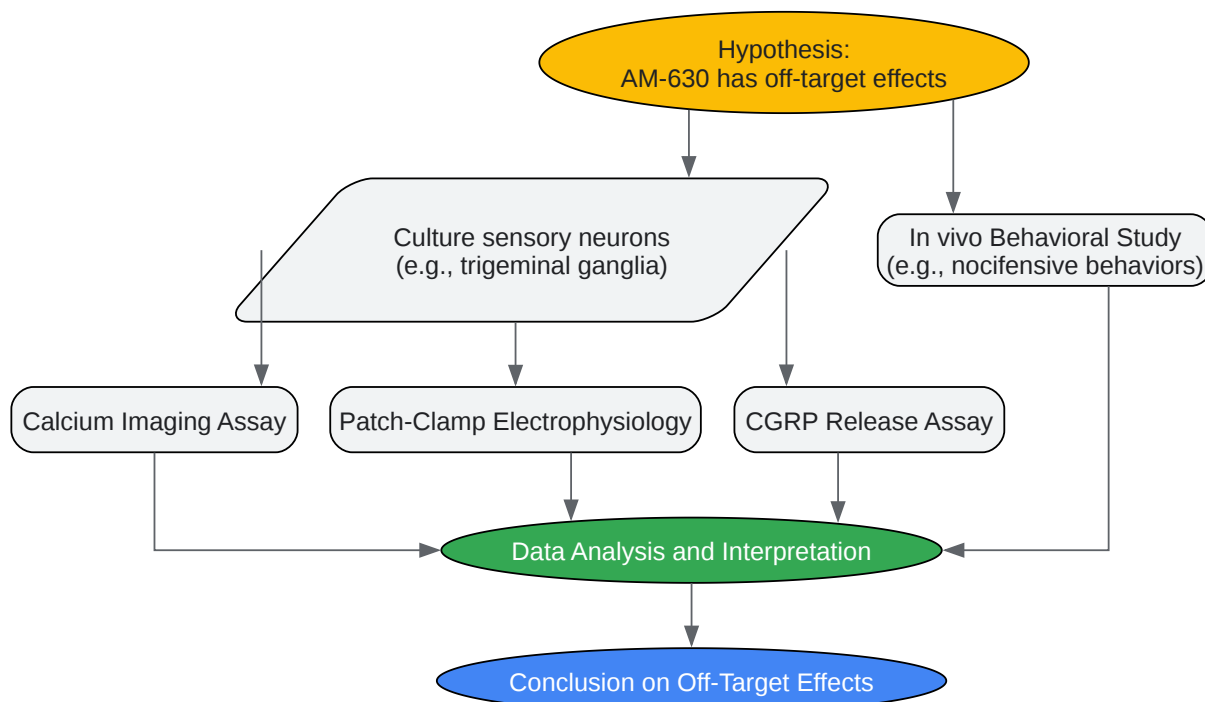 Hypothesis:
AM-630 has off-target effects
Culture sensory neurons
(e.g., trigeminal ganglia)
In vivo Behavioral Study
(e.g., nocifensive behaviors)
Calcium Imaging Assay
Patch-Clamp Electrophysiology
CGRP Release Assay
Data Analysis and Interpretation
Conclusion on Off-Target Effects